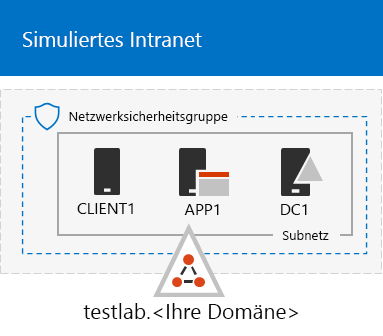 Simuliertes Intranet
Netzwerksicherheitsgruppe
CLIENT1 APP1 DC1
Subnetz
testlab.<Ihre Domäne>